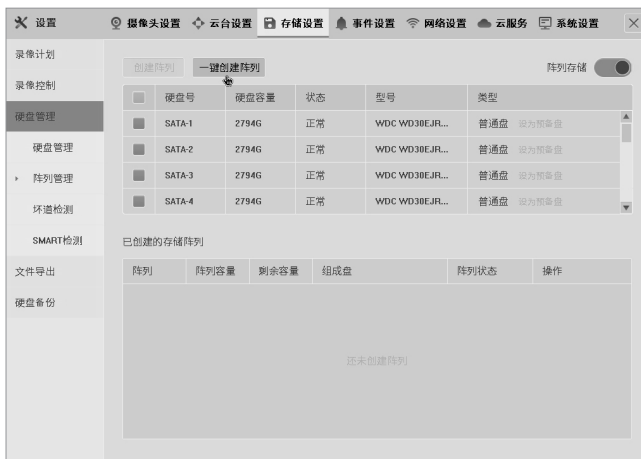 设置 摄像头设置 云台设置 存储设置 事件设置 网络设置 云服务 系统设置
录像计划
录像控制
硬盘管理
硬盘管理
阵列管理
坏道检测
SMART检测
文件导出
硬盘备份
创建阵列 一键创建阵列 阵列存储
硬盘号 硬盘容量 状态 型号 类型
SATA-1 2794G 正常 WDC WD30EJR... 普通盘 设为预备盘
SATA-2 2794G 正常 WDC WD30EJR... 普通盘 设为预备盘
SATA-3 2794G 正常 WDC WD30EJR... 普通盘 设为预备盘
SATA-4 2794G 正常 WDC WD30EJR... 普通盘 设为预备盘
已创建的存储阵列
阵列 阵列容量 剩余容量 组成盘 阵列状态 操作
还未创建阵列